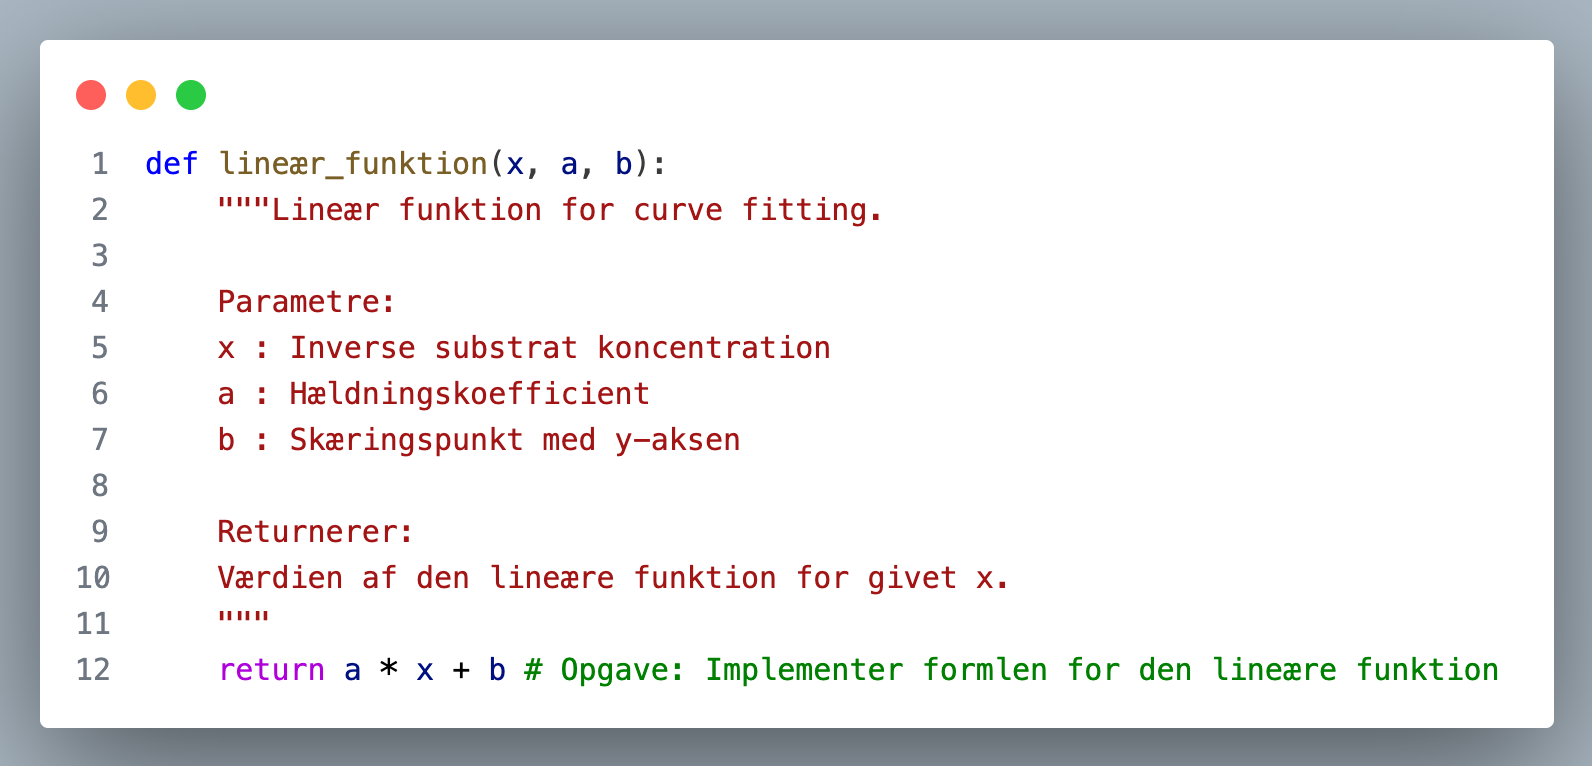 1 def lineær_funktion(x, a, b):
2     """Lineær funktion for curve fitting.
3
4     Parametre:
5     x : Inverse substrat koncentration
6     a : Hældningskoefficient
7     b : Skæringspunkt med y-aksen
8
9     Returnerer:
10     Værdien af den lineære funktion for givet x.
11     """
12     return a * x + b # Opgave: Implementer formlen for den lineære funktion